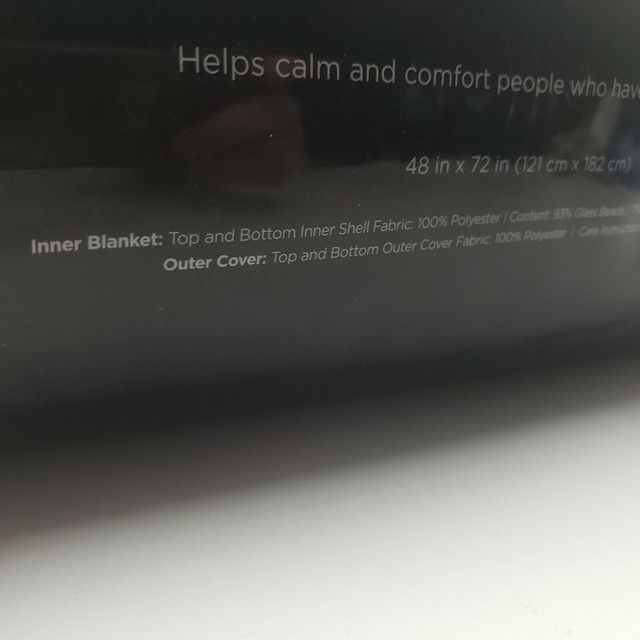 Helps calm and comfort people who have
48 in x 72 in (121 cm x 182 cm)
Inner Blanket: Top and Bottom Inner Shell Fabric: 100% Polyester | Content: 93% Glass Beads,
Outer Cover: Top and Bottom Outer Cover Fabric: 100% Polyester | Care Instruction